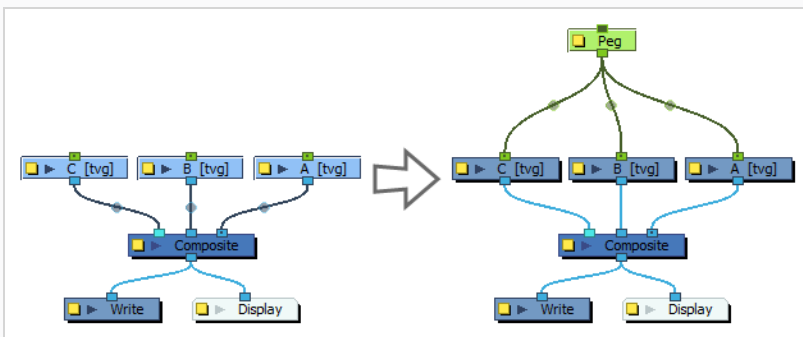 Peg
C [tvg] B [tvg] A [tvg] C [tvg] B [tvg] A [tvg]
Composite Composite
Write Display Write Display